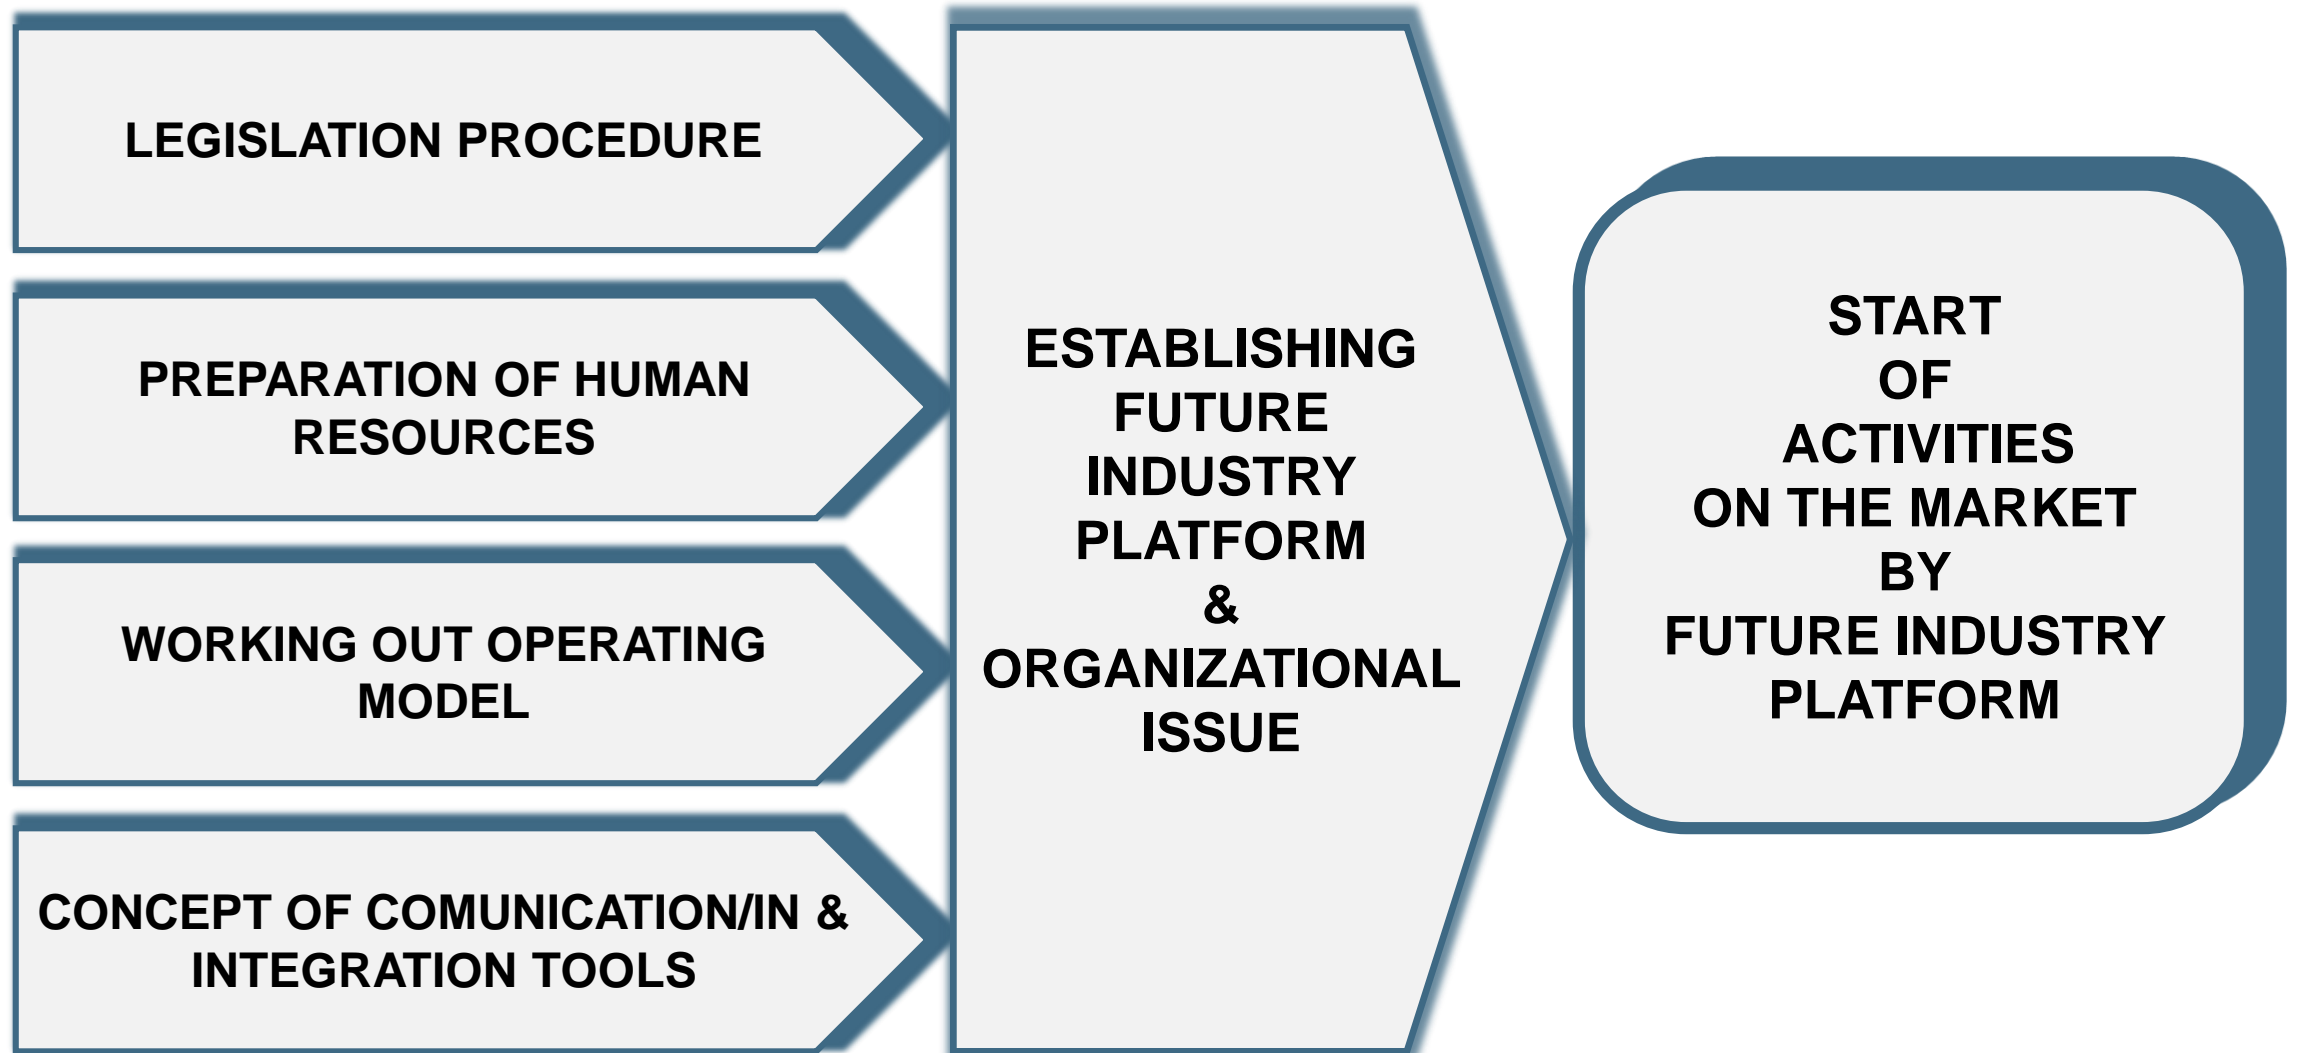 LEGISLATION PROCEDURE
PREPARATION OF HUMAN
RESOURCES
WORKING OUT OPERATING
MODEL
CONCEPT OF COMUNICATION/IN &
INTEGRATION TOOLS
ESTABLISHING
FUTURE
INDUSTRY
PLATFORM
&
ORGANIZATIONAL
ISSUE
START
OF
ACTIVITIES
ON THE MARKET
BY
FUTURE INDUSTRY
PLATFORM